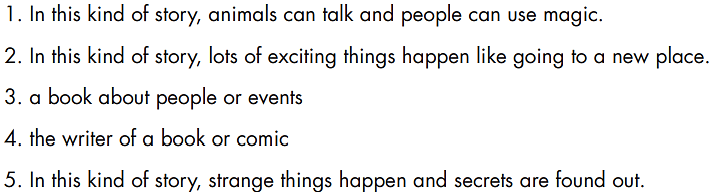 1. In this kind of story, animals can talk and people can use magic.
2. In this kind of story, lots of exciting things happen like going to a new place.
3. a book about people or events
4. the writer of a book or comic
5. In this kind of story, strange things happen and secrets are found out.